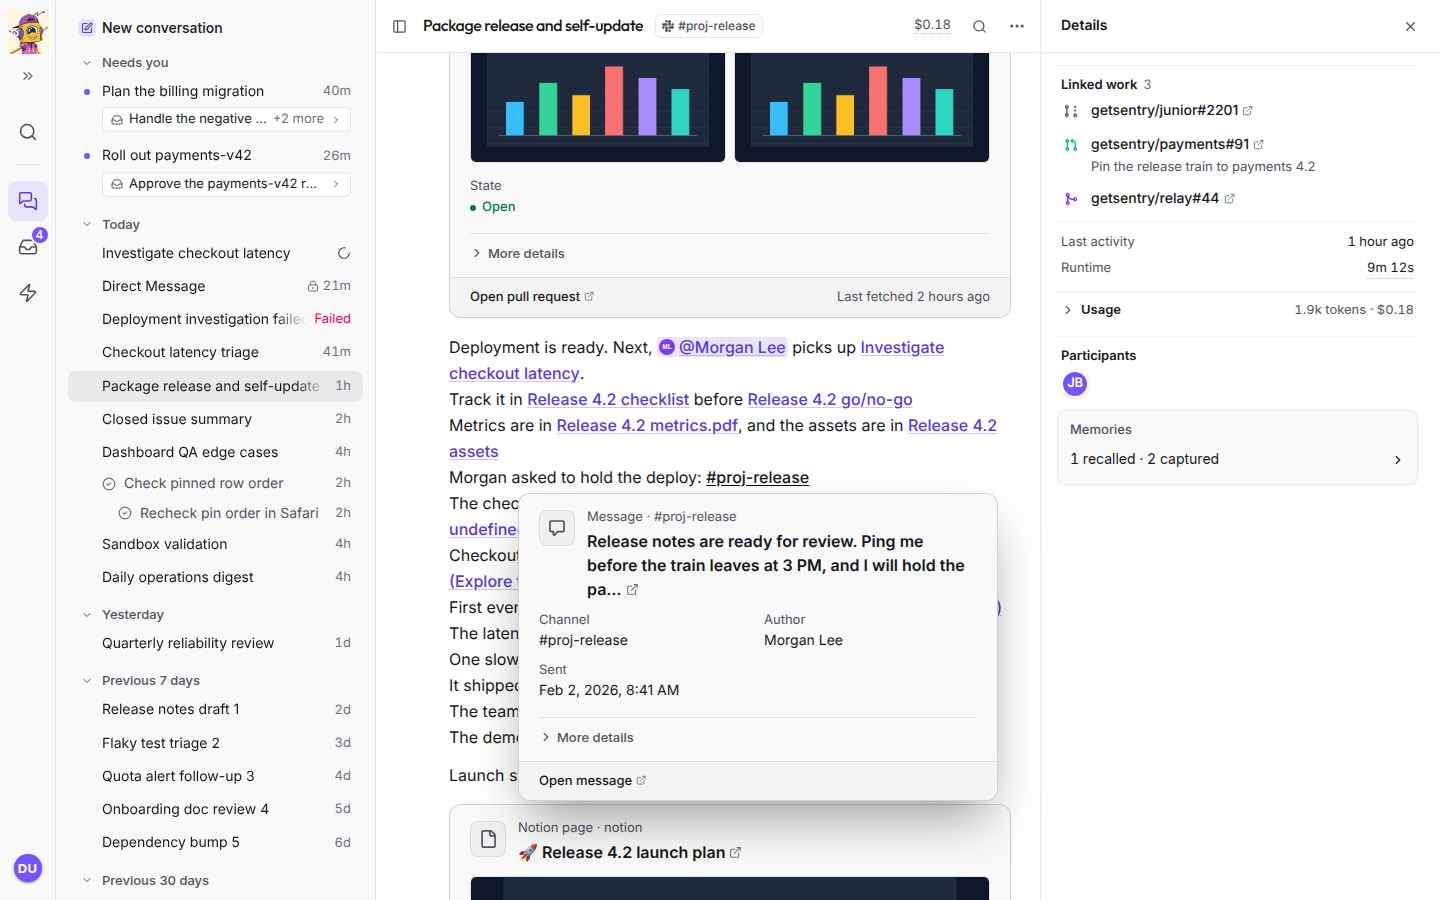 New conversation
Needs you
Plan the billing migration 40m
Handle the negative ... +2 more
Roll out payments-v42 26m
Approve the payments-v42 r...
Today
Investigate checkout latency
Direct Message 21m
Deployment investigation failed Failed
Checkout latency triage 41m
Package release and self-update 1h
Closed issue summary 2h
Dashboard QA edge cases 4h
Check pinned row order 2h
Recheck pin order in Safari 2h
Sandbox validation 4h
Daily operations digest 4h
Yesterday
Quarterly reliability review 1d
Previous 7 days
Release notes draft 1 2d
Flaky test triage 2 3d
Quota alert follow-up 3 4d
Onboarding doc review 4 5d
Dependency bump 5 6d
Previous 30 days
4
DU
Package release and self-update #proj-release $0.18
State
Open
More details
Open pull request Last fetched 2 hours ago
Deployment is ready. Next, ML @Morgan Lee picks up Investigate
checkout latency.
Track it in Release 4.2 checklist before Release 4.2 go/no-go
Metrics are in Release 4.2 metrics.pdf, and the assets are in Release 4.2
assets
Morgan asked to hold the deploy: #proj-release
The chec
undefine
Checkout
(Explore
First ever )
The laten
One slow
It shipped
The team
The demo
Launch s
Message · #proj-release
Release notes are ready for review. Ping me
before the train leaves at 3 PM, and I will hold the
pa...
Channel Author
#proj-release Morgan Lee
Sent
Feb 2, 2026, 8:41 AM
More details
Open message
Notion page · notion
🚀 Release 4.2 launch plan
Details
Linked work 3
getsentry/junior#2201
getsentry/payments#91
Pin the release train to payments 4.2
getsentry/relay#44
Last activity 1 hour ago
Runtime 9m 12s
Usage 1.9k tokens · $0.18
Participants
JB
Memories
1 recalled · 2 captured